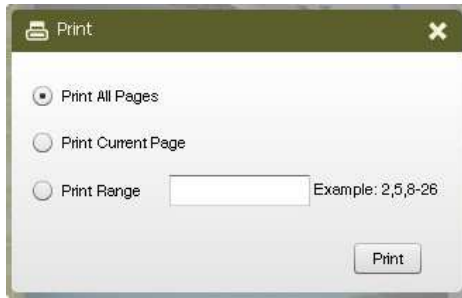 Print
Print All Pages
Print Current Page
Print Range Example: 2,5,8-26
Print